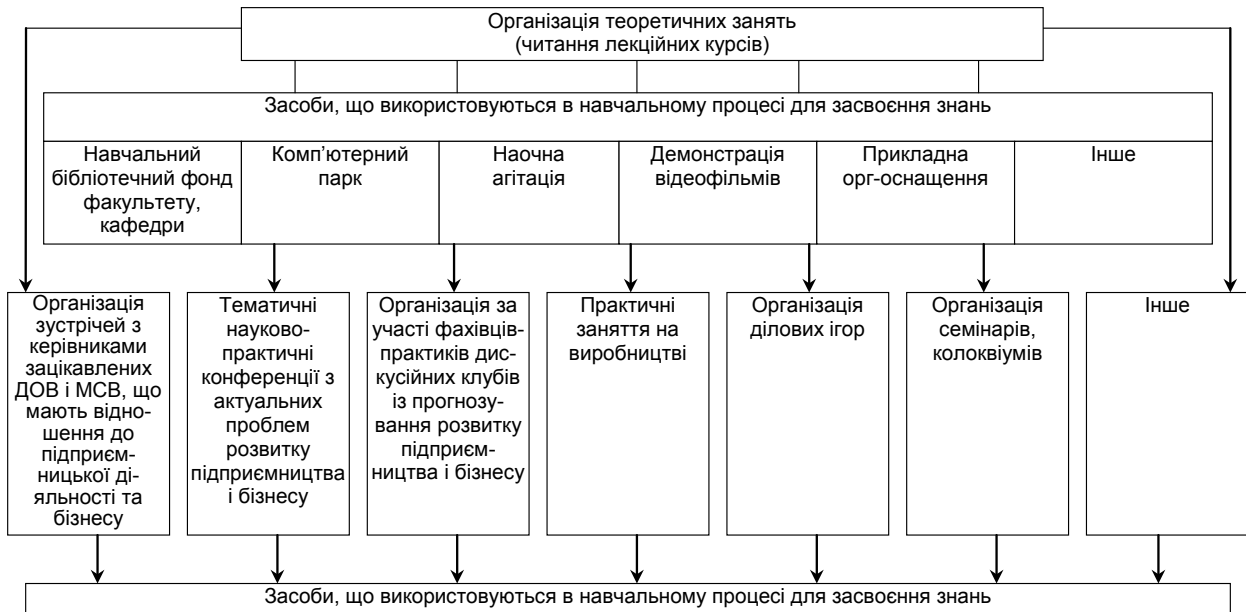 Організація теоретичних занять
(читання лекційних курсів)
Засоби, що використовуються в навчальному процесі для засвоєння знань
Навчальний
бібліотечний фонд
факультету,
кафедри
Комп’ютерний
парк
Наочна
агітація
Демонстрація
відеофільмів
Прикладна
орг-оснащення
Інше
Організація
зустрічей з
керівниками
зацікавлених
ДОВ і МСВ, що
мають відно-
шення до
підприєм-
ницької ді-
яльності та
бізнесу
Тематичні
науково-
практичні
конференції з
актуальних
проблем
розвитку
підприємництва
і бізнесу
Організація за
участі фахівців-
практиків дис-
кусійних клубів
із прогнозу-
вання розвитку
підприєм-
ництва і бізнесу
Практичні
заняття на
виробництві
Організація
ділових ігор
Організація
семінарів,
колоквіумів
Інше
Засоби, що використовуються в навчальному процесі для засвоєння знань